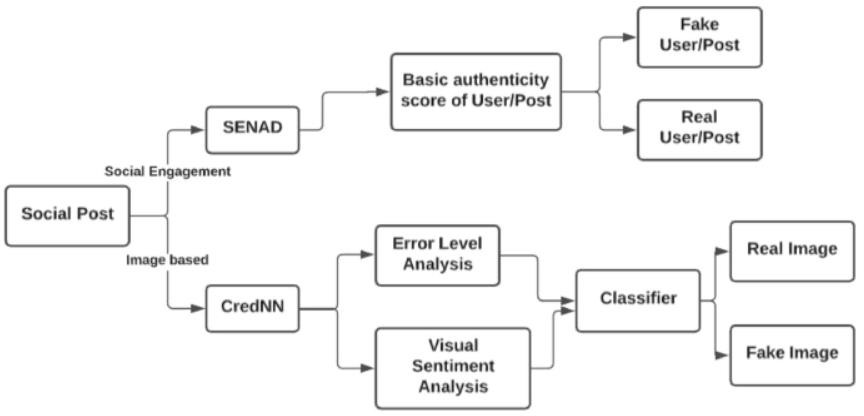 Fake
User/Post
Basic authenticity
score of User/Post
SENAD
Real
User/Post
Social Engagement
Social Post
Image based
Error Level
Analysis
Real Image
Classifier
CredNN
Visual
Sentiment
Analysis
Fake Image